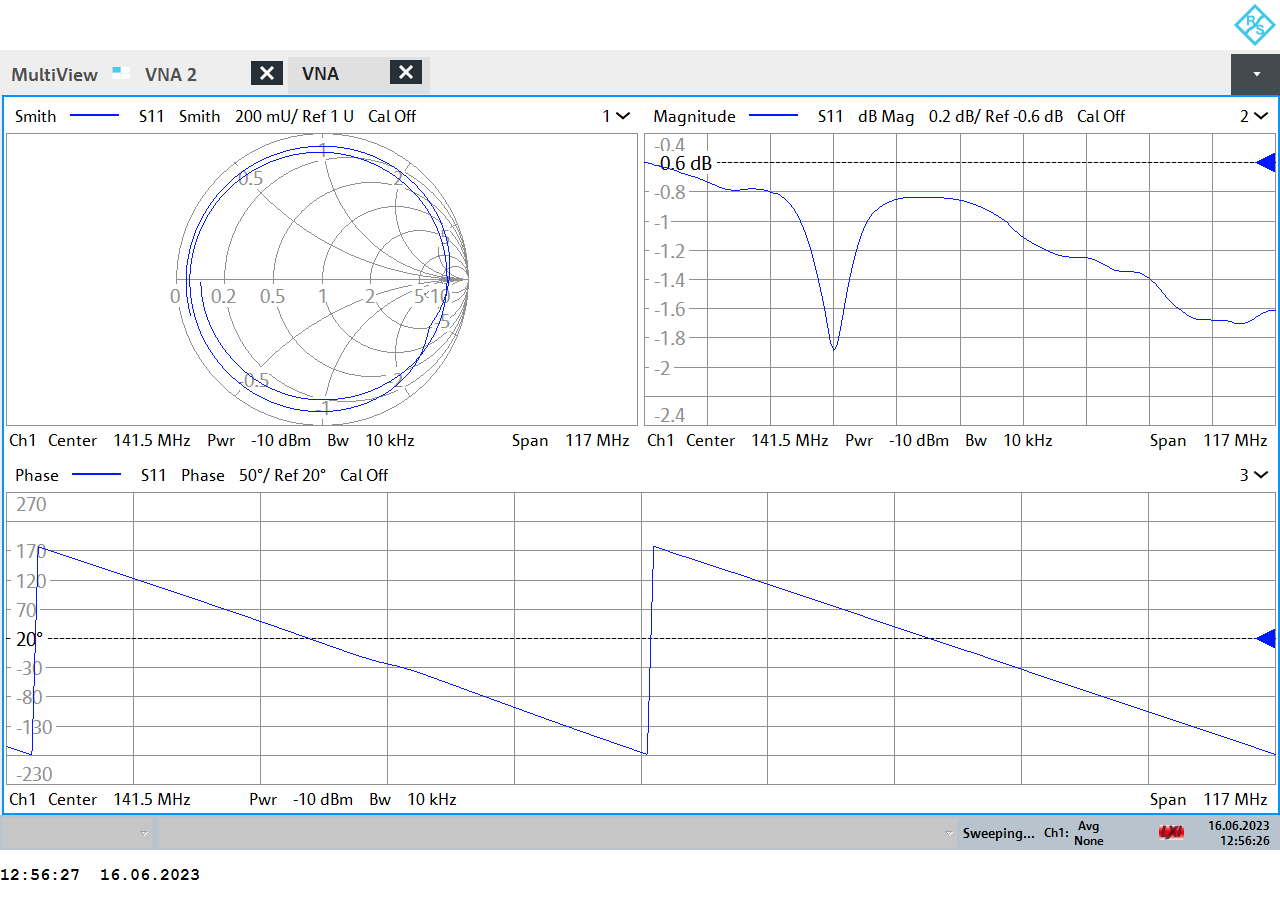 R S
MultiView VNA 2 VNA
Smith S11 Smith 200 mU/ Ref 1 U Cal Off 1
1
0.5 2
5
0 0.2 0.5 1 2 5 10
-5
-0.5 -2
-1
Ch1 Center 141.5 MHz Pwr -10 dBm Bw 10 kHz Span 117 MHz
Magnitude S11 dB Mag 0.2 dB/ Ref -0.6 dB Cal Off 2
-0.4
-0.6 dB
-0.8
-1
-1.2
-1.4
-1.6
-1.8
-2
-2.4
Ch1 Center 141.5 MHz Pwr -10 dBm Bw 10 kHz Span 117 MHz
Phase S11 Phase 50°/ Ref 20° Cal Off 3
270
170
120
70
20°
-30
-80
-130
-230
Ch1 Center 141.5 MHz Pwr -10 dBm Bw 10 kHz Span 117 MHz
Sweeping... Ch1: Avg None LXI 16.06.2023 12:56:26
12:56:27 16.06.2023